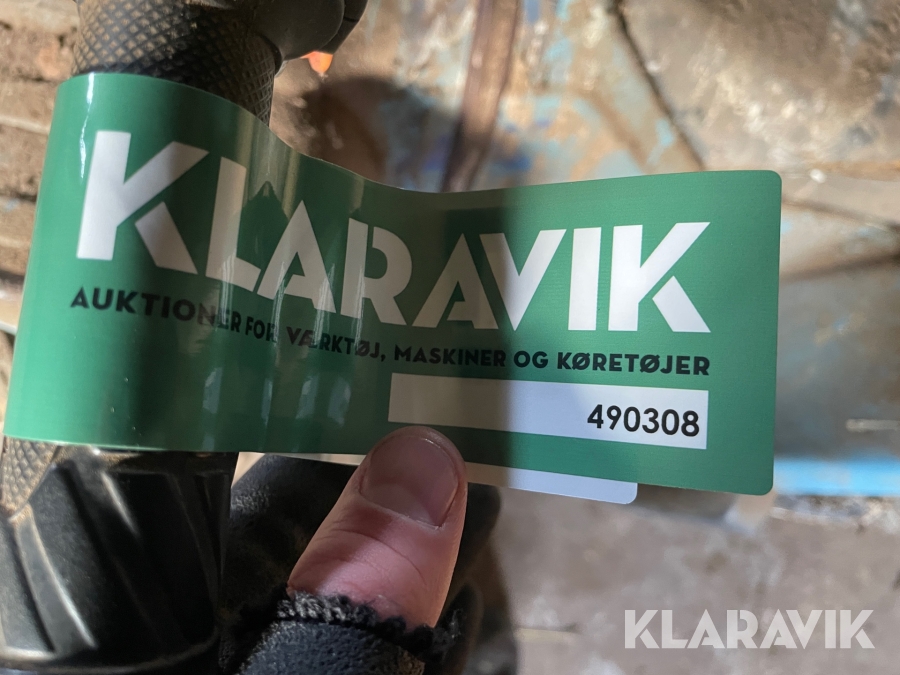 KLARAVIK
AUKTIONER FOR VÆRKTØJ, MASKINER OG KØRETØJER
490308
KLARAVIK